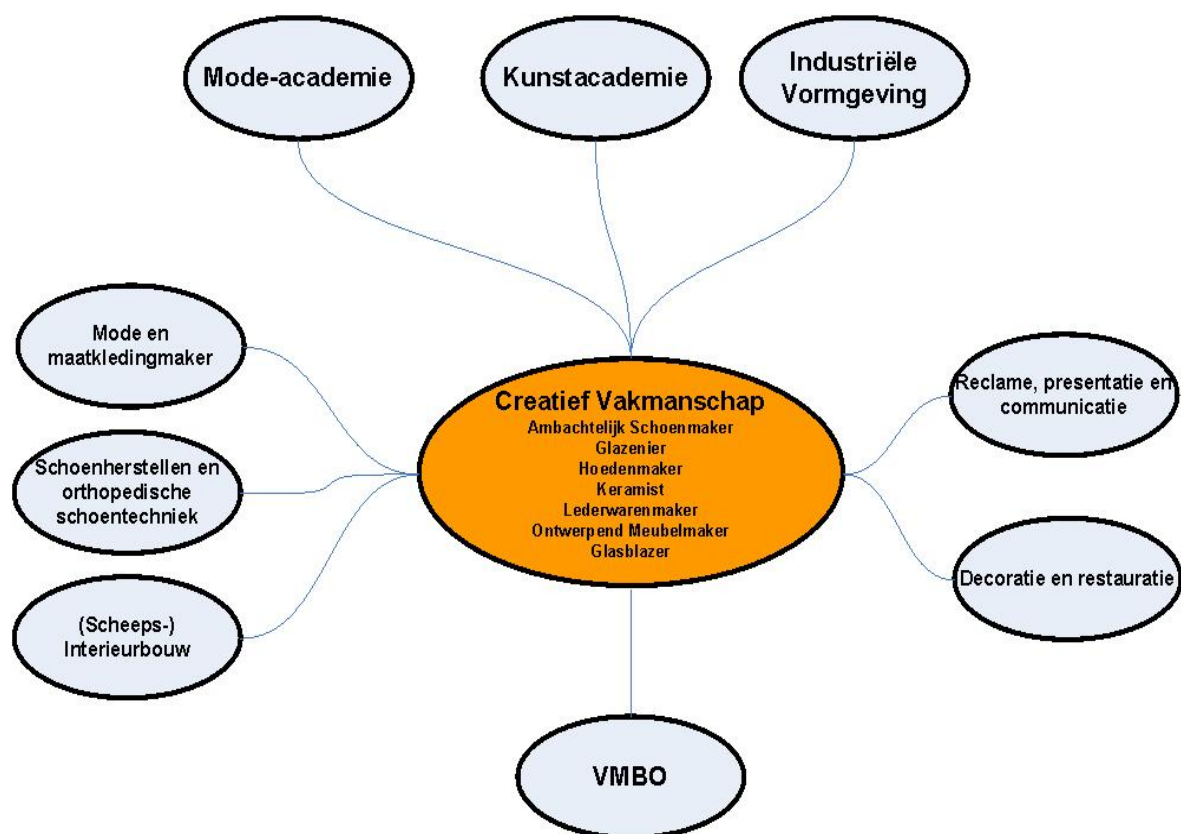 Mode-academie
Kunstacademie
Industriële
Vormgeving
Mode en
maatkledingmaker
Schoenherstellen en
orthopedische
schoentechniek
(Scheeps-)
Interieurbouw
Creatief Vakmanschap
Ambachtelijk Schoenmaker
Glazenier
Hoedenmaker
Keramist
Lederwarenmaker
Ontwerpend Meubelmaker
Glasblazer
Reclame, presentatie en
communicatie
Decoratie en restauratie
VMBO